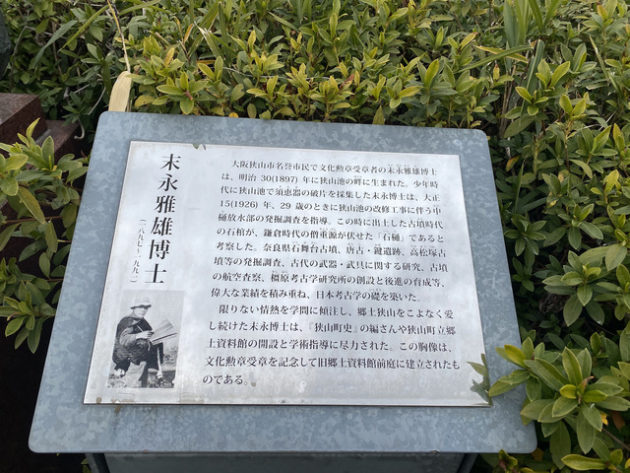 末永雅雄博士
(一八九七~一九九一)
大阪狭山市名誉市民で文化勲章受章者の末永雅雄博士
は、明治 30(1897) 年に狭山池の畔に生まれた。少年時
代に狭山池で須恵器の破片を採集した末永博士は、大正
15(1926) 年、29 歳のときに狭山池の改修工事に伴う中
樋放水部の発掘調査を指導。この時に出土した古墳時代
の石棺が、鎌倉時代の僧重源が伏せた「石樋」であると
考察した。奈良県石舞台古墳、唐古・鍵遺跡、高松塚古
墳等の発掘調査、古代の武器・武具に関する研究、古墳
の航空査察、橿原考古学研究所の創設と後進の育成等、
偉大な業績を積み重ね、日本考古学の礎を築いた。
限りない情熱を学問に傾注し、郷土狭山をこよなく愛
し続けた末永博士は、「狭山町史」の編さんや狭山町立郷
土資料館の開設と学術指導に尽力された。この胸像は、
文化勲章受章を記念して旧郷土資料館前庭に建立されたも
のである。